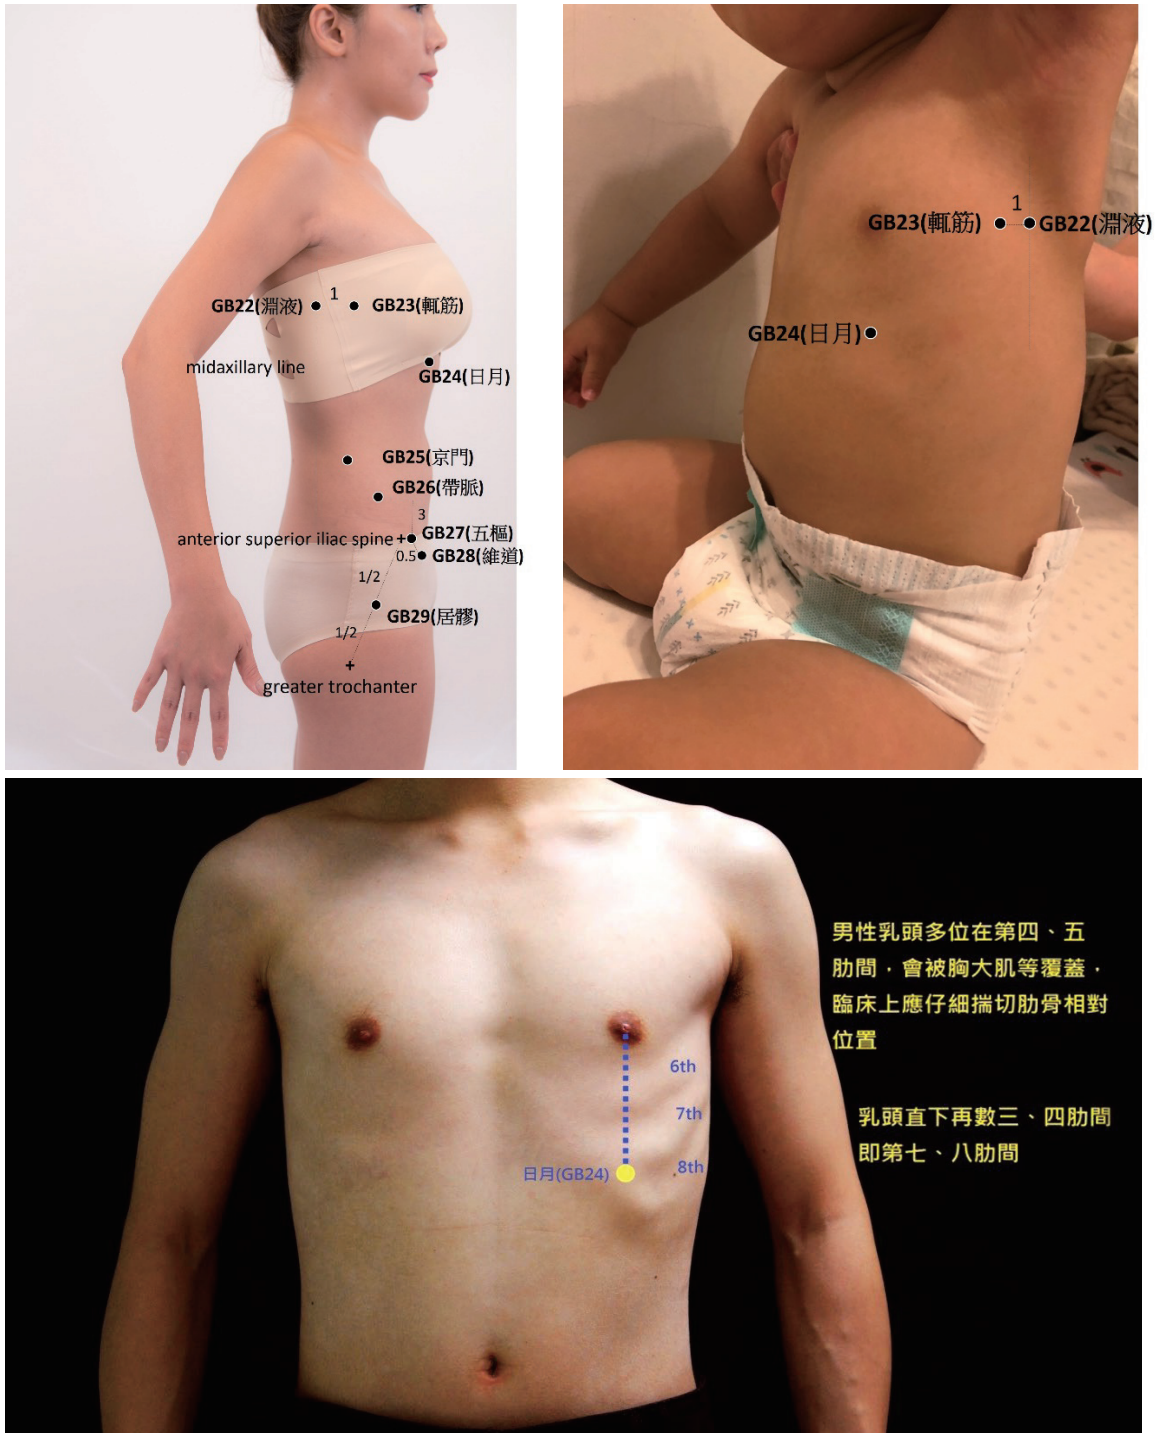 1
GB22(淵液)
GB23(輒筋)
midaxillary line
GB24(日月)
GB25(京門)
GB26(帶脈)
3
GB27(五樞)
anterior superior iliac spine
0.5
GB28(維道)
1/2
GB29(居髎)
1/2
greater trochanter
1
GB23(輒筋)
GB22(淵液)
GB24(日月)
男性乳頭多位在第四、五
肋間，會被胸大肌等覆蓋，
臨床上應仔細揣切肋骨相對
位置
6th
7th
乳頭直下再數三、四肋間
即第七、八肋間
8th
日月(GB24)